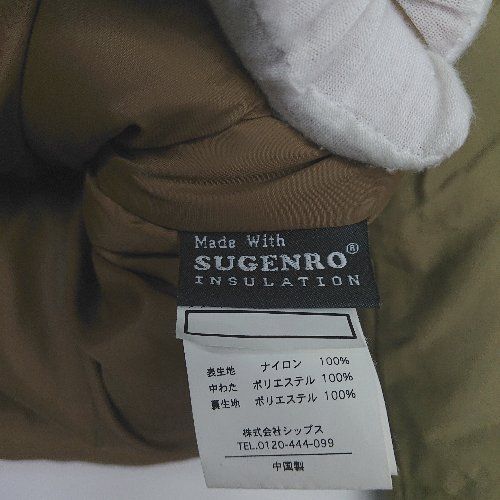 Made With
SUGENRO®
INSULATION
表生地 ナイロン 100%
中わた ポリエステル 100%
裏生地 ポリエステル 100%
株式会社シップス
TEL.0120-444-099
中国製